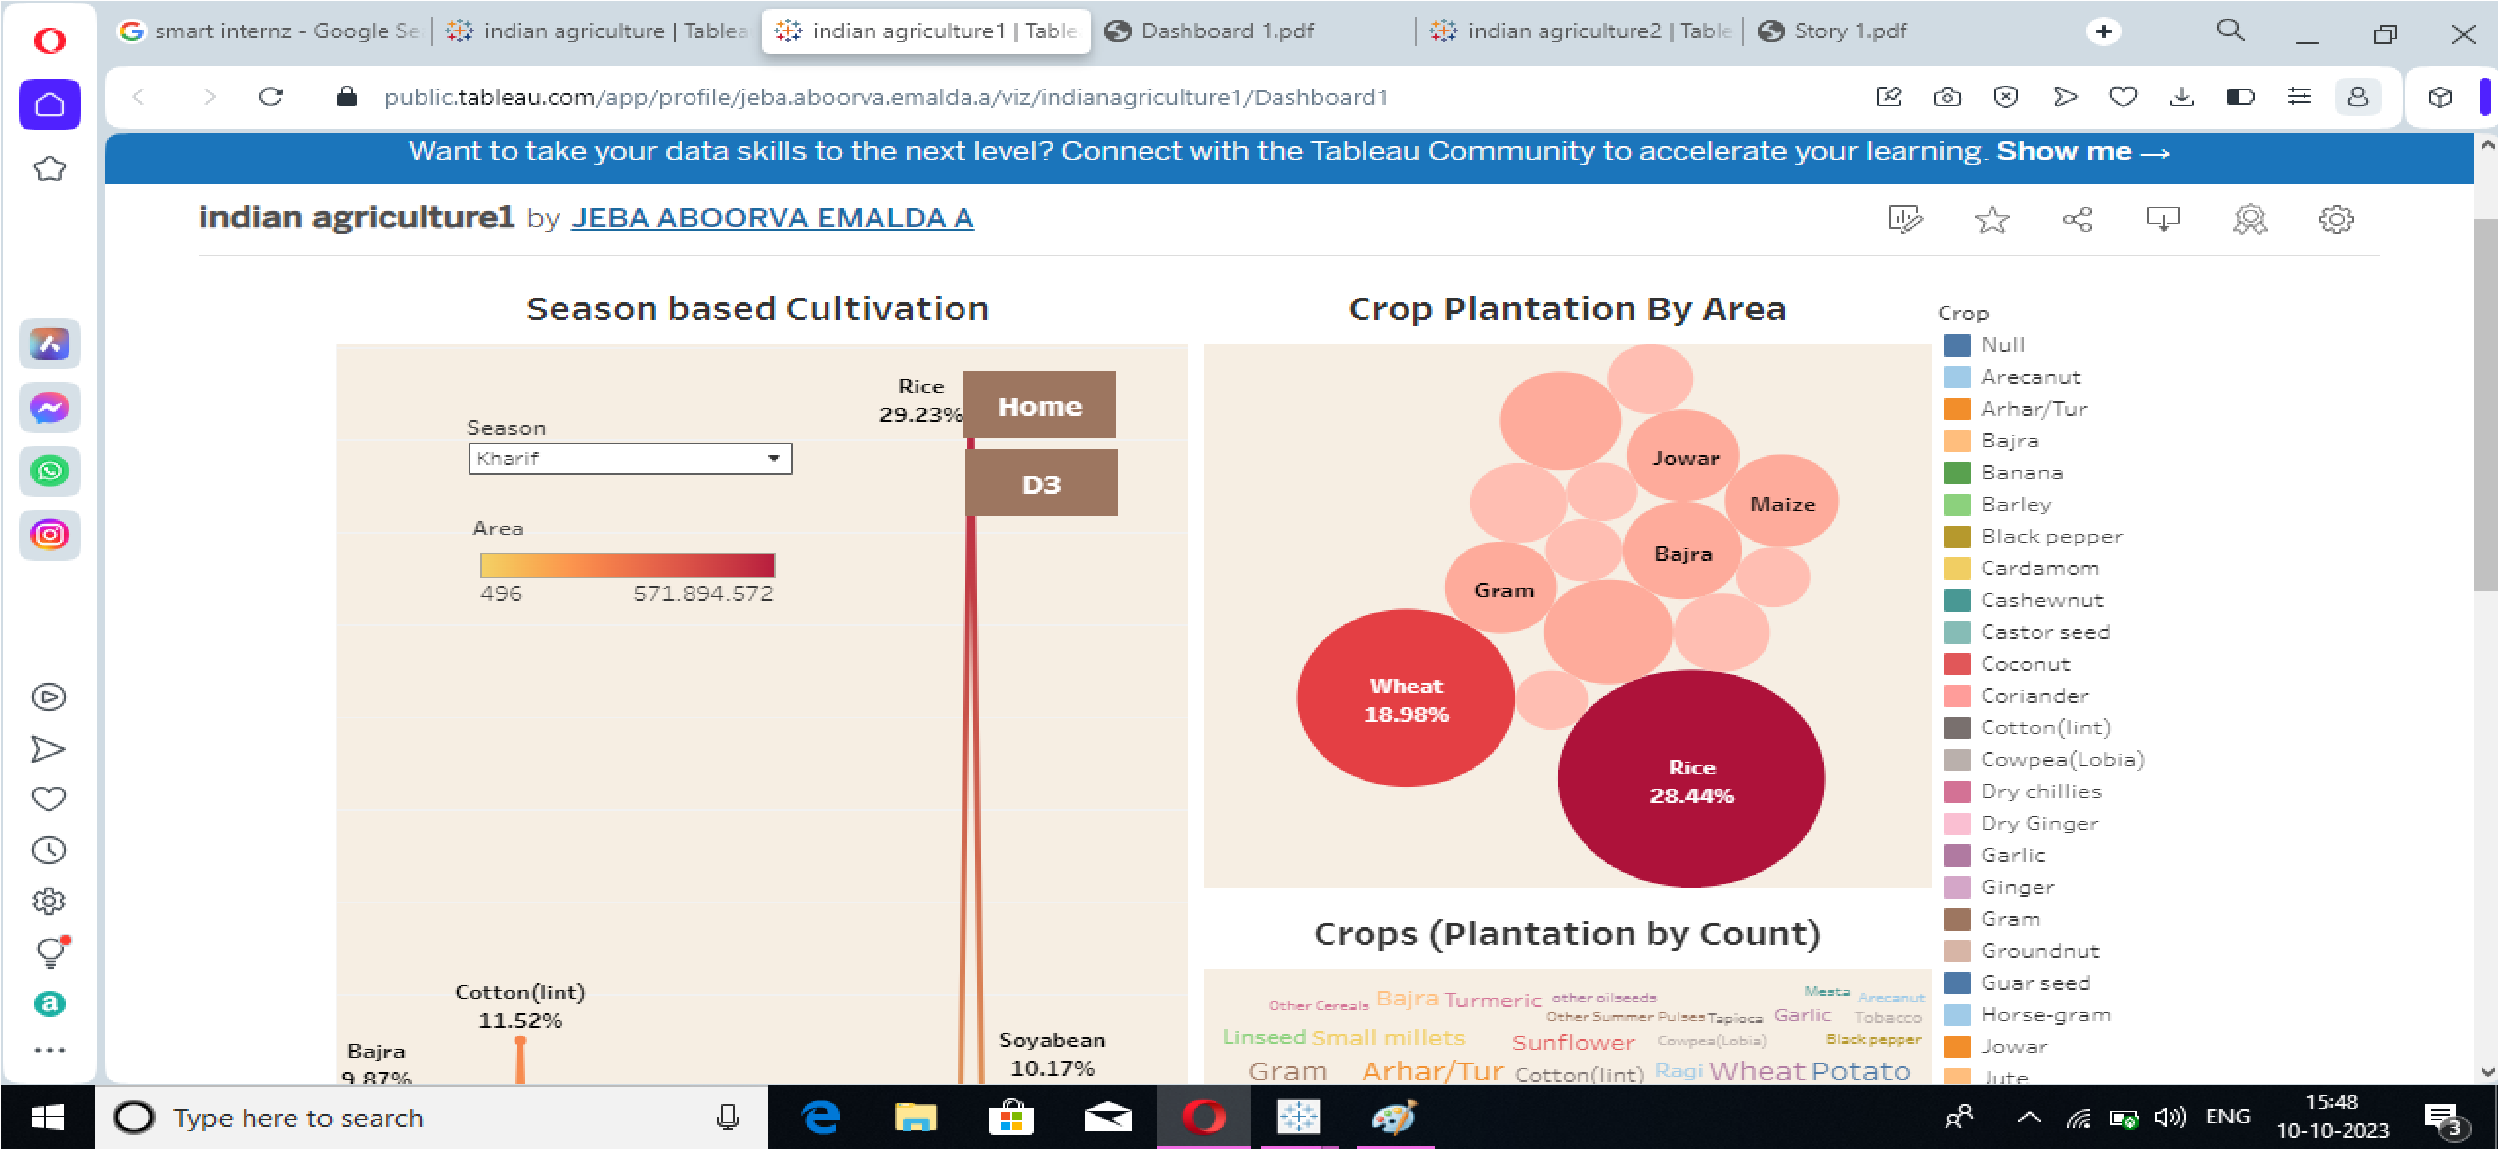 smart internz - Google Se
indian agriculture | Tablea
indian agriculture1 | Table
Dashboard 1.pdf
indian agriculture2 | Table
Story 1.pdf
public.tableau.com/app/profile/jeba.aboorva.emalda.a/viz/indianagriculture1/Dashboard1
Want to take your data skills to the next level? Connect with the Tableau Community to accelerate your learning. Show me →
indian agriculture1 by JEBA ABOORVA EMALDA A
Season based Cultivation
Rice
29.23%
Home
D3
Season
Kharif
Area
496
571.894.572
Cotton(lint)
11.52%
Bajra
9.87%
Soyabean
10.17%
Crop Plantation By Area
Jowar
Maize
Bajra
Gram
Wheat
18.98%
Rice
28.44%
Crops (Plantation by Count)
Other Cereals
Bajra
Turmeric
other oilseeds
Mesta
Arecanut
Other Summer Pulses
Tapioca
Garlic
Tobacco
Linseed
Small millets
Sunflower
Cowpea(Lobia)
Black pepper
Gram
Arhar/Tur
Cotton(lint)
Ragi
Wheat
Potato
Crop
Null
Arecanut
Arhar/Tur
Bajra
Banana
Barley
Black pepper
Cardamom
Cashewnut
Castor seed
Coconut
Coriander
Cotton(lint)
Cowpea(Lobia)
Dry chillies
Dry Ginger
Garlic
Ginger
Gram
Groundnut
Guar seed
Horse-gram
Jowar
Jute
Type here to search
ENG
15:48
10-10-2023
3